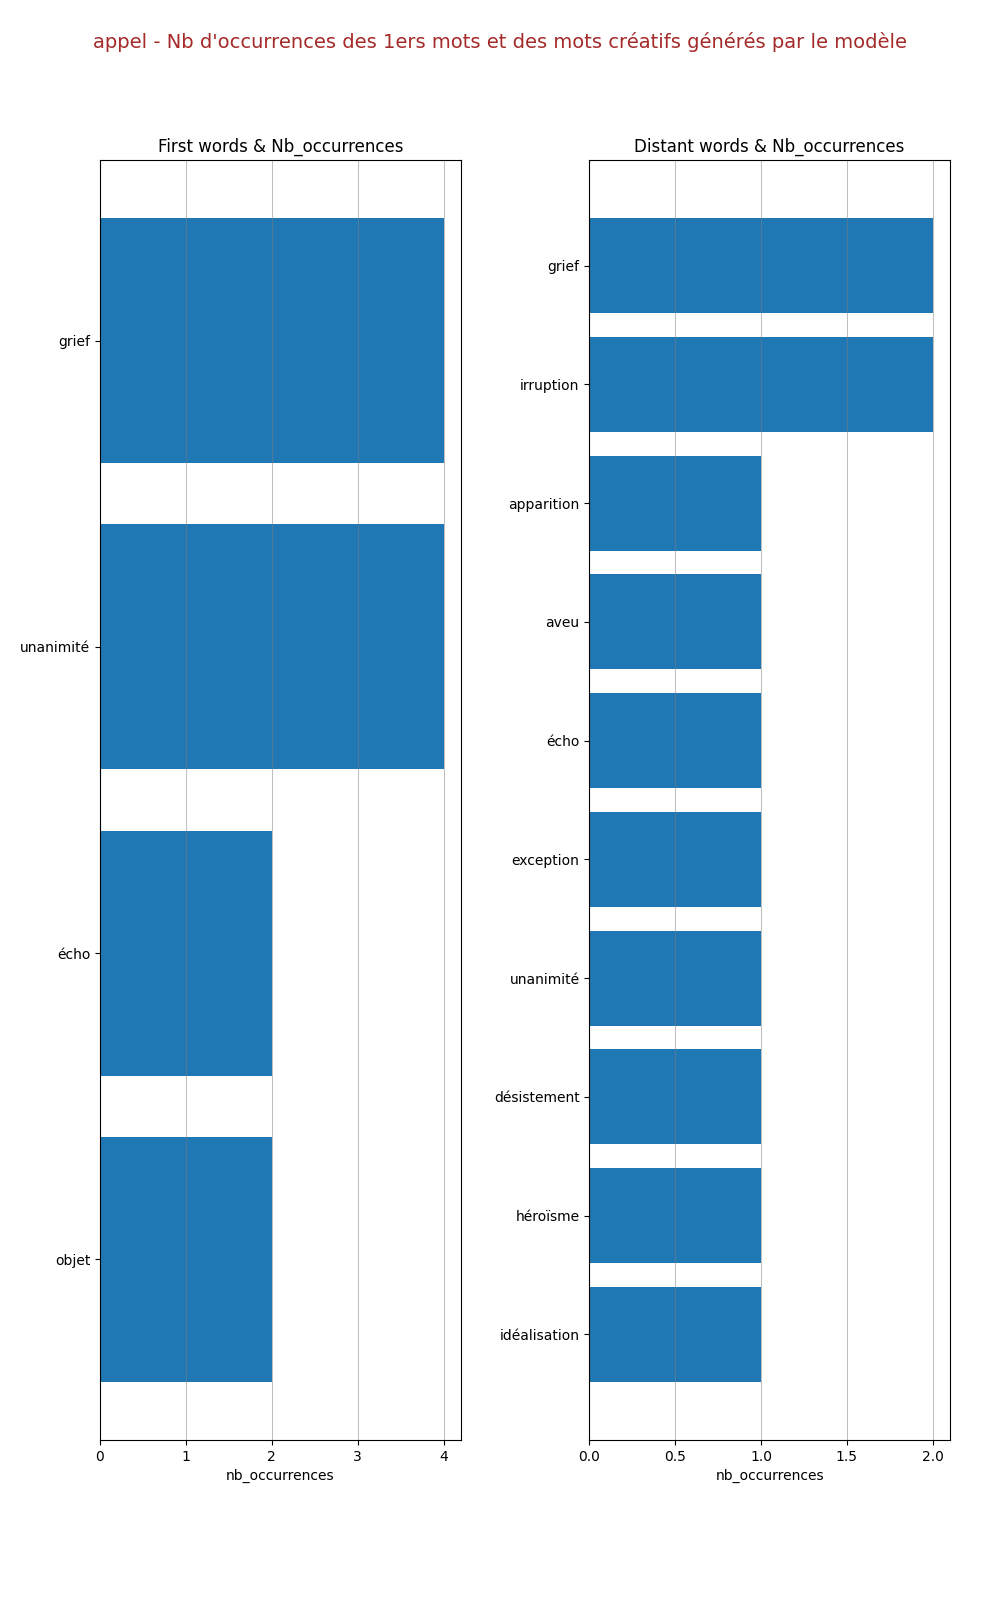 appel - Nb d'occurrences des 1ers mots et des mots créatifs générés par le modèle
First words & Nb_occurrences
grief
unanimité
écho
objet
0 1 2 3 4
nb_occurrences
Distant words & Nb_occurrences
grief
irruption
apparition
aveu
écho
exception
unanimité
désistement
héroïsme
idéalisation
0.0 0.5 1.0 1.5 2.0
nb_occurrences